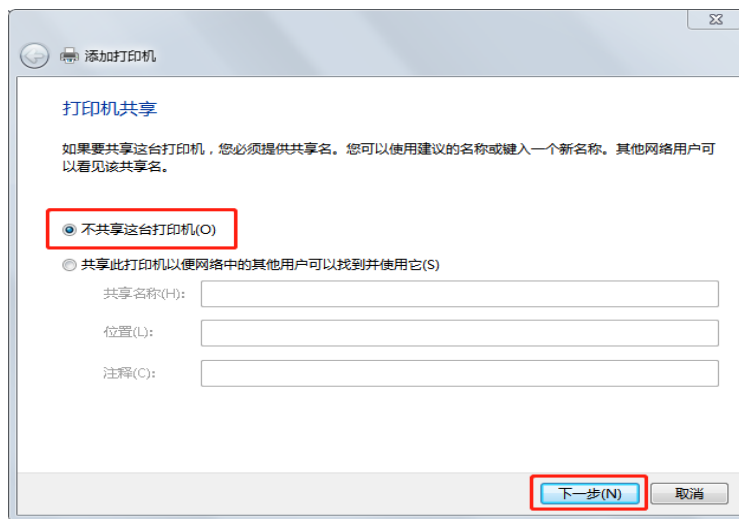 添加打印机
打印机共享
如果要共享这台打印机，您必须提供共享名。您可以使用建议的名称或键入一个新名称。其他网络用户可
以看见该共享名。
不共享这台打印机(O)
共享此打印机以便网络中的其他用户可以找到并使用它(S)
共享名称(H):
位置(L):
注释(C):
下一步(N)
取消